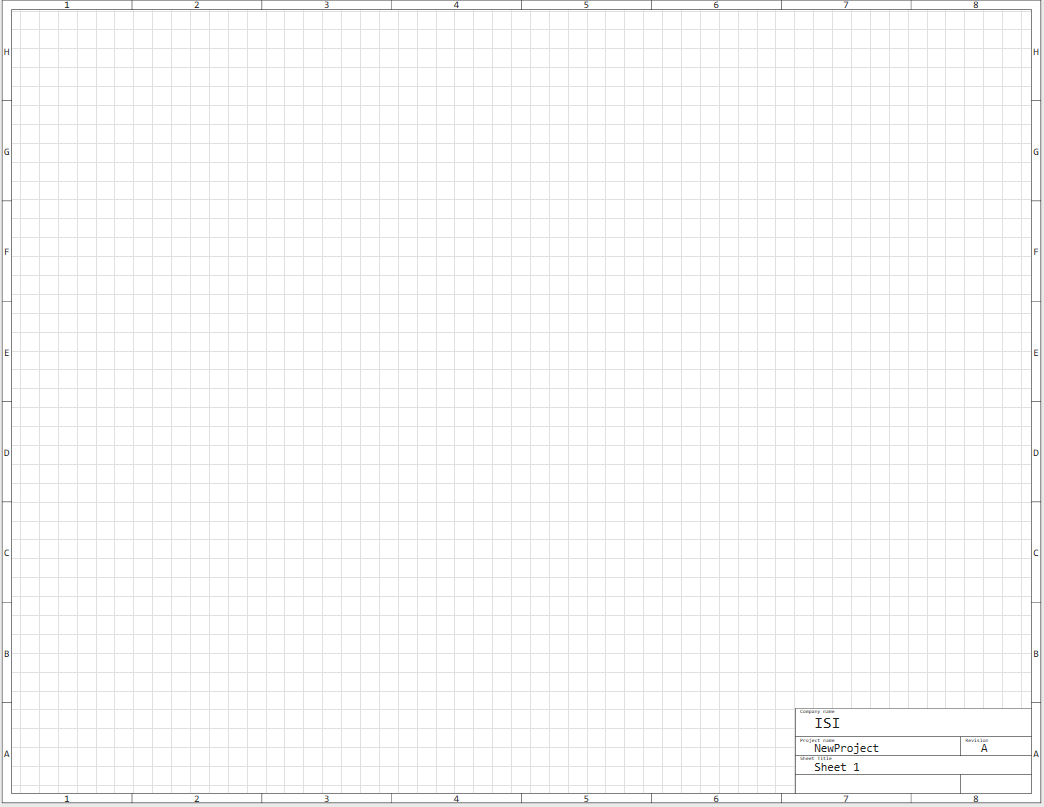 1 2 3 4 5 6 7 8
H H
G G
F F
E E
D D
C C
B B
Company name
ISI
Project name Revision
NewProject A
A A
Sheet Title
Sheet 1
1 2 3 4 5 6 7 8